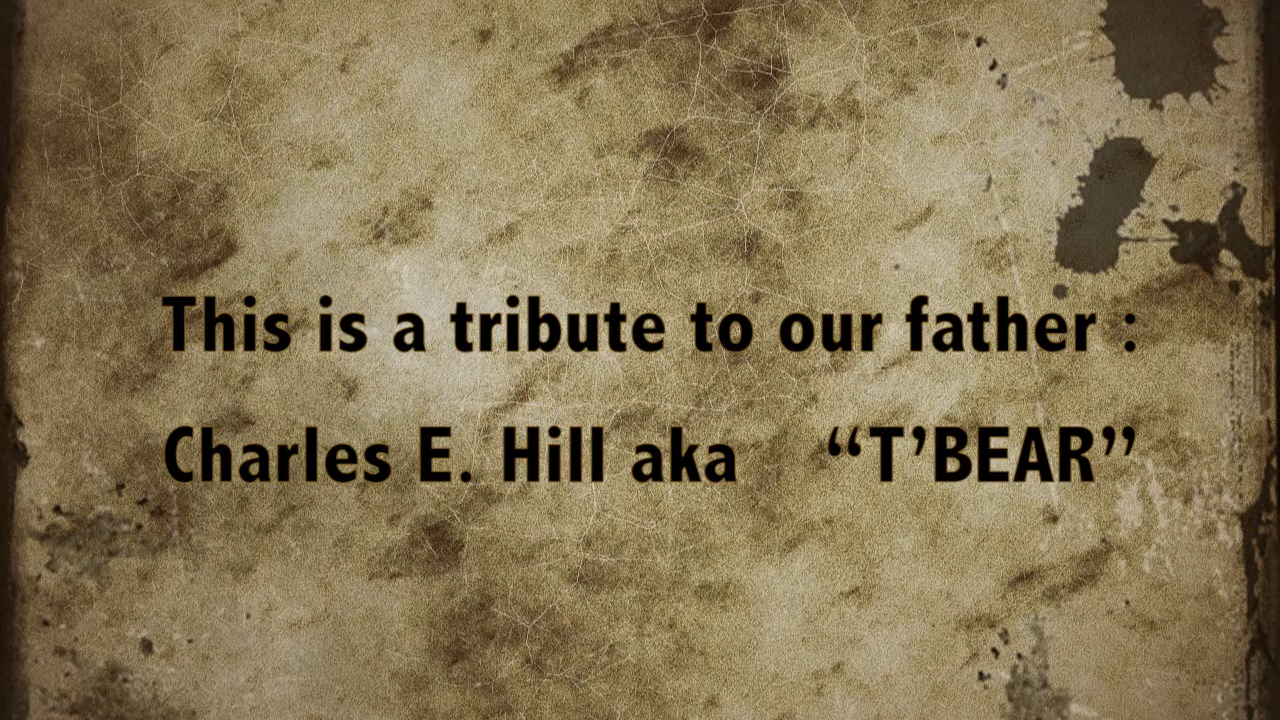 This is a tribute to our father :
Charles E. Hill aka “T’BEAR”